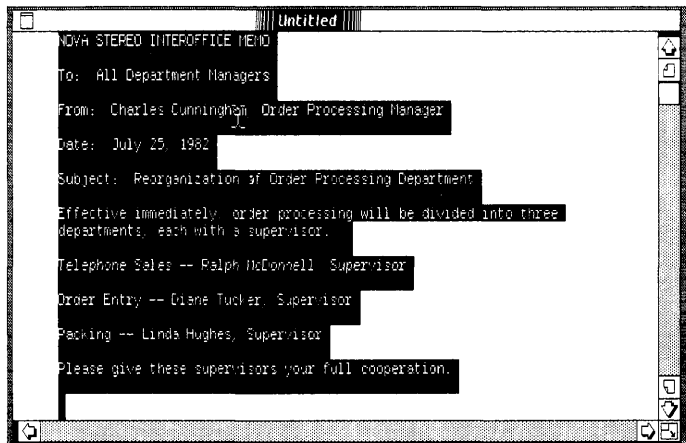 Untitled
NOVA STEREO INTEROFFICE MEMO
To: All Department Managers
From: Charles Cunningham, Order Processing Manager
Date: July 25, 1982
Subject: Reorganization of Order Processing Department
Effective immediately, order processing will be divided into three
departments, each with a supervisor.
Telephone Sales -- Ralph McDonnell, Supervisor
Order Entry -- Diane Tucker, Supervisor
Packing -- Linda Hughes, Supervisor
Please give these supervisors your full cooperation.